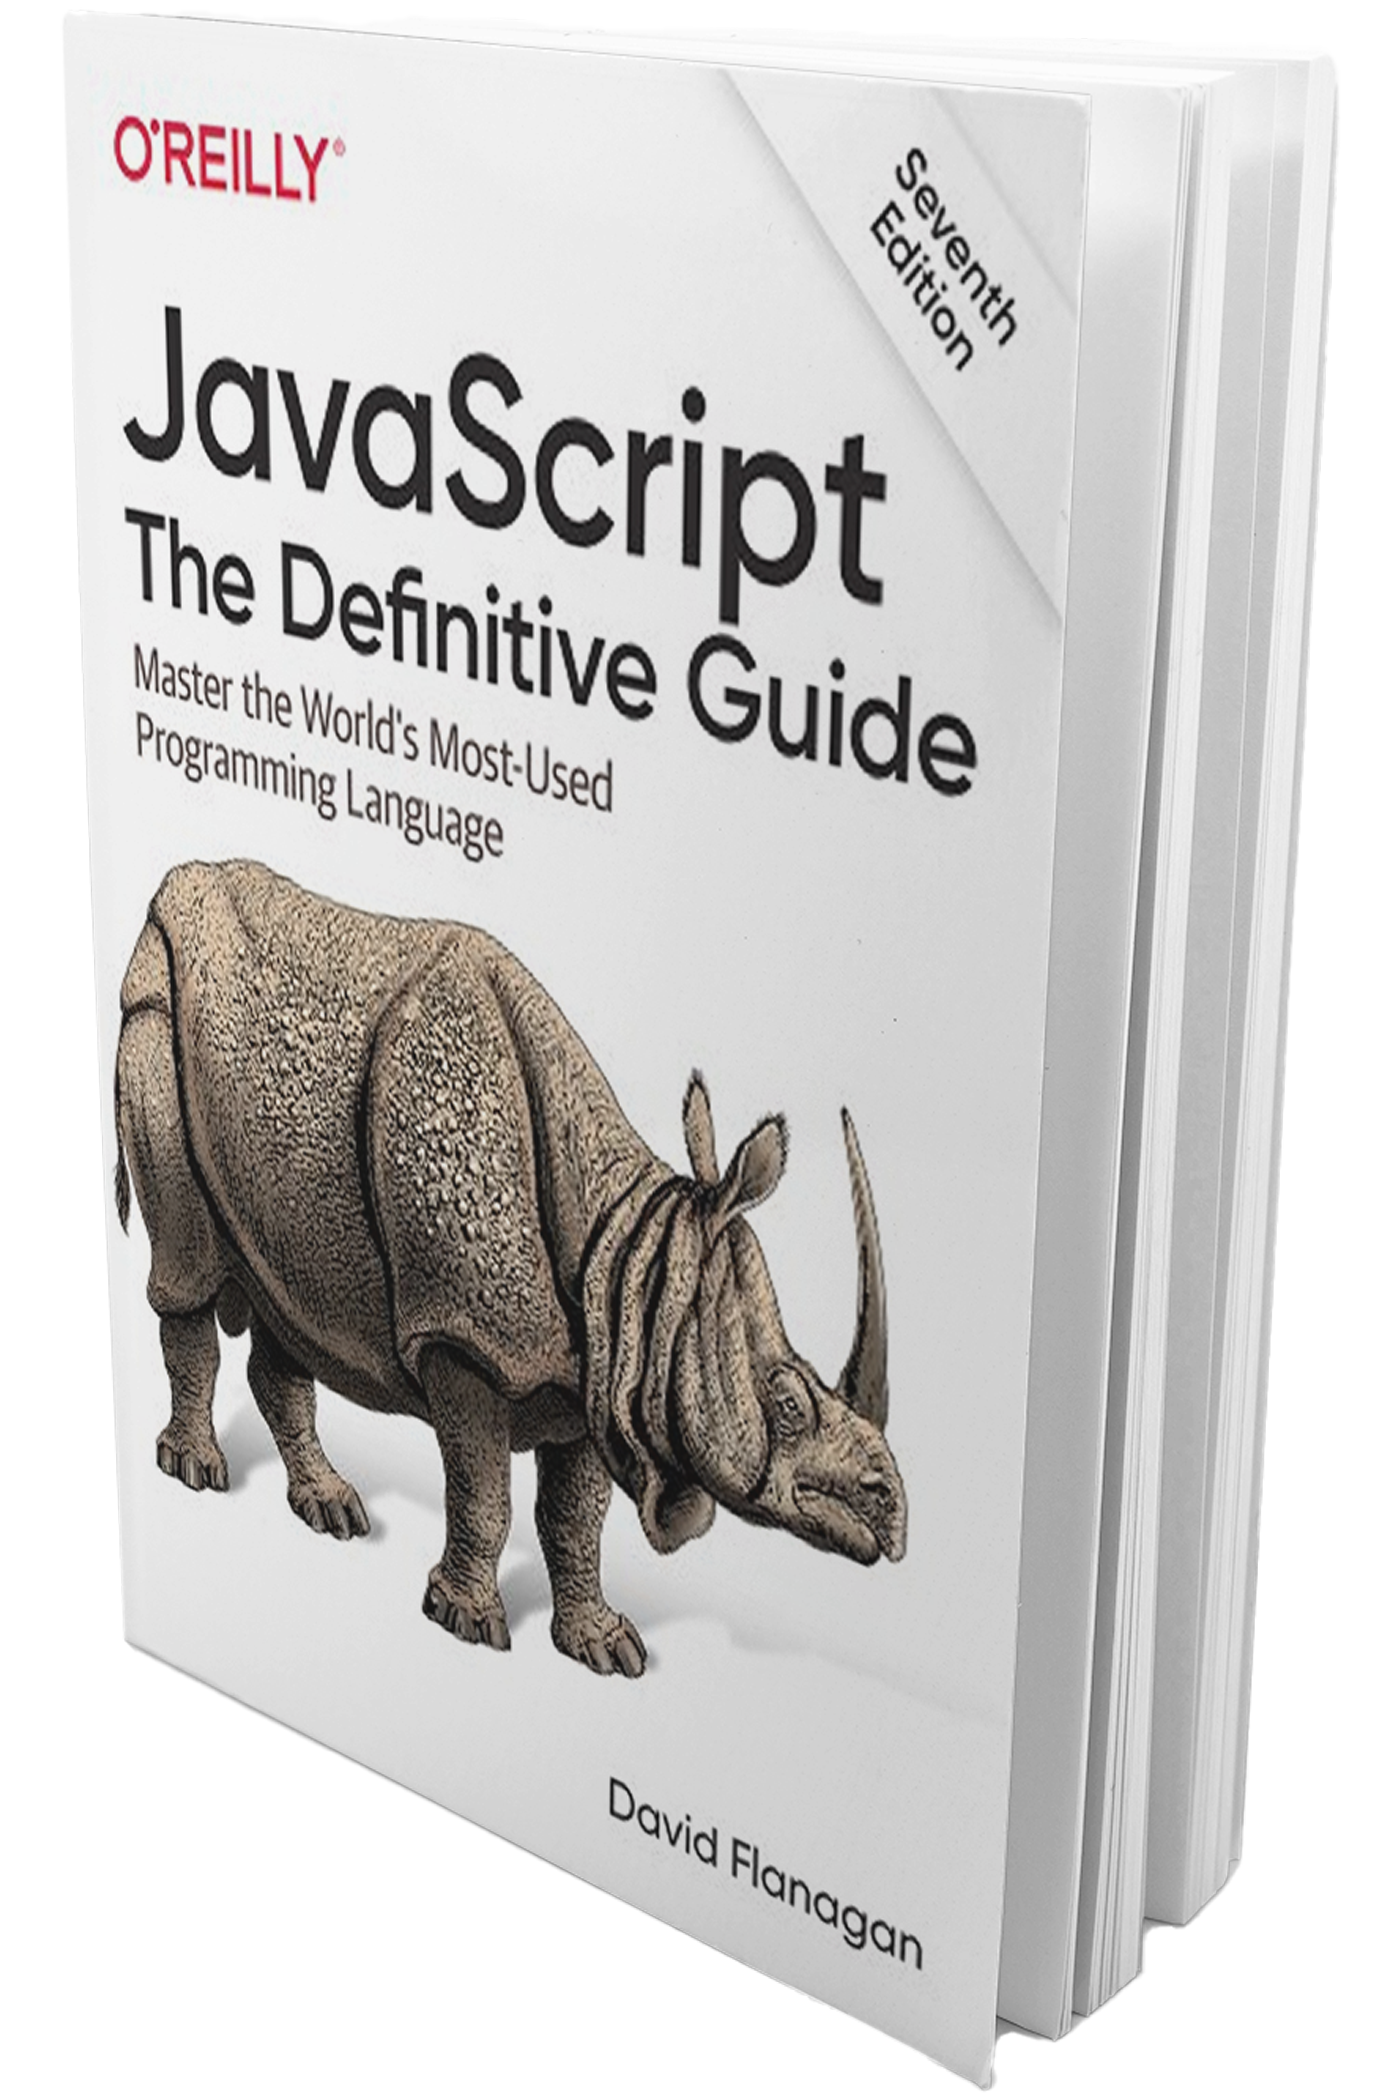 O'REILLY®
Seventh
Edition
JavaScript
The Definitive Guide
Master the World's Most-Used
Programming Language
David Flanagan